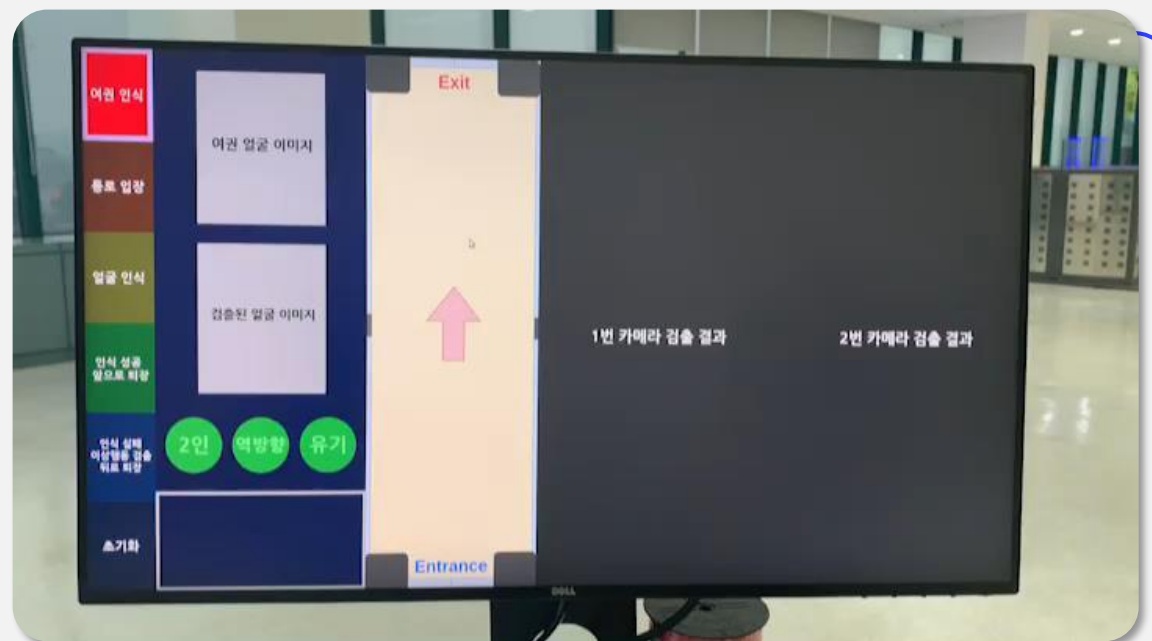 여권 인식
통로 입장
얼굴 인식
인식 성공
앞으로 퇴장
인식 실패
이상행동 검출
뒤로 퇴장
초기화
여권 얼굴 이미지
검출된 얼굴 이미지
2인
역방향
유기
Exit
Entrance
1번 카메라 검출 결과
2번 카메라 검출 결과
DELL